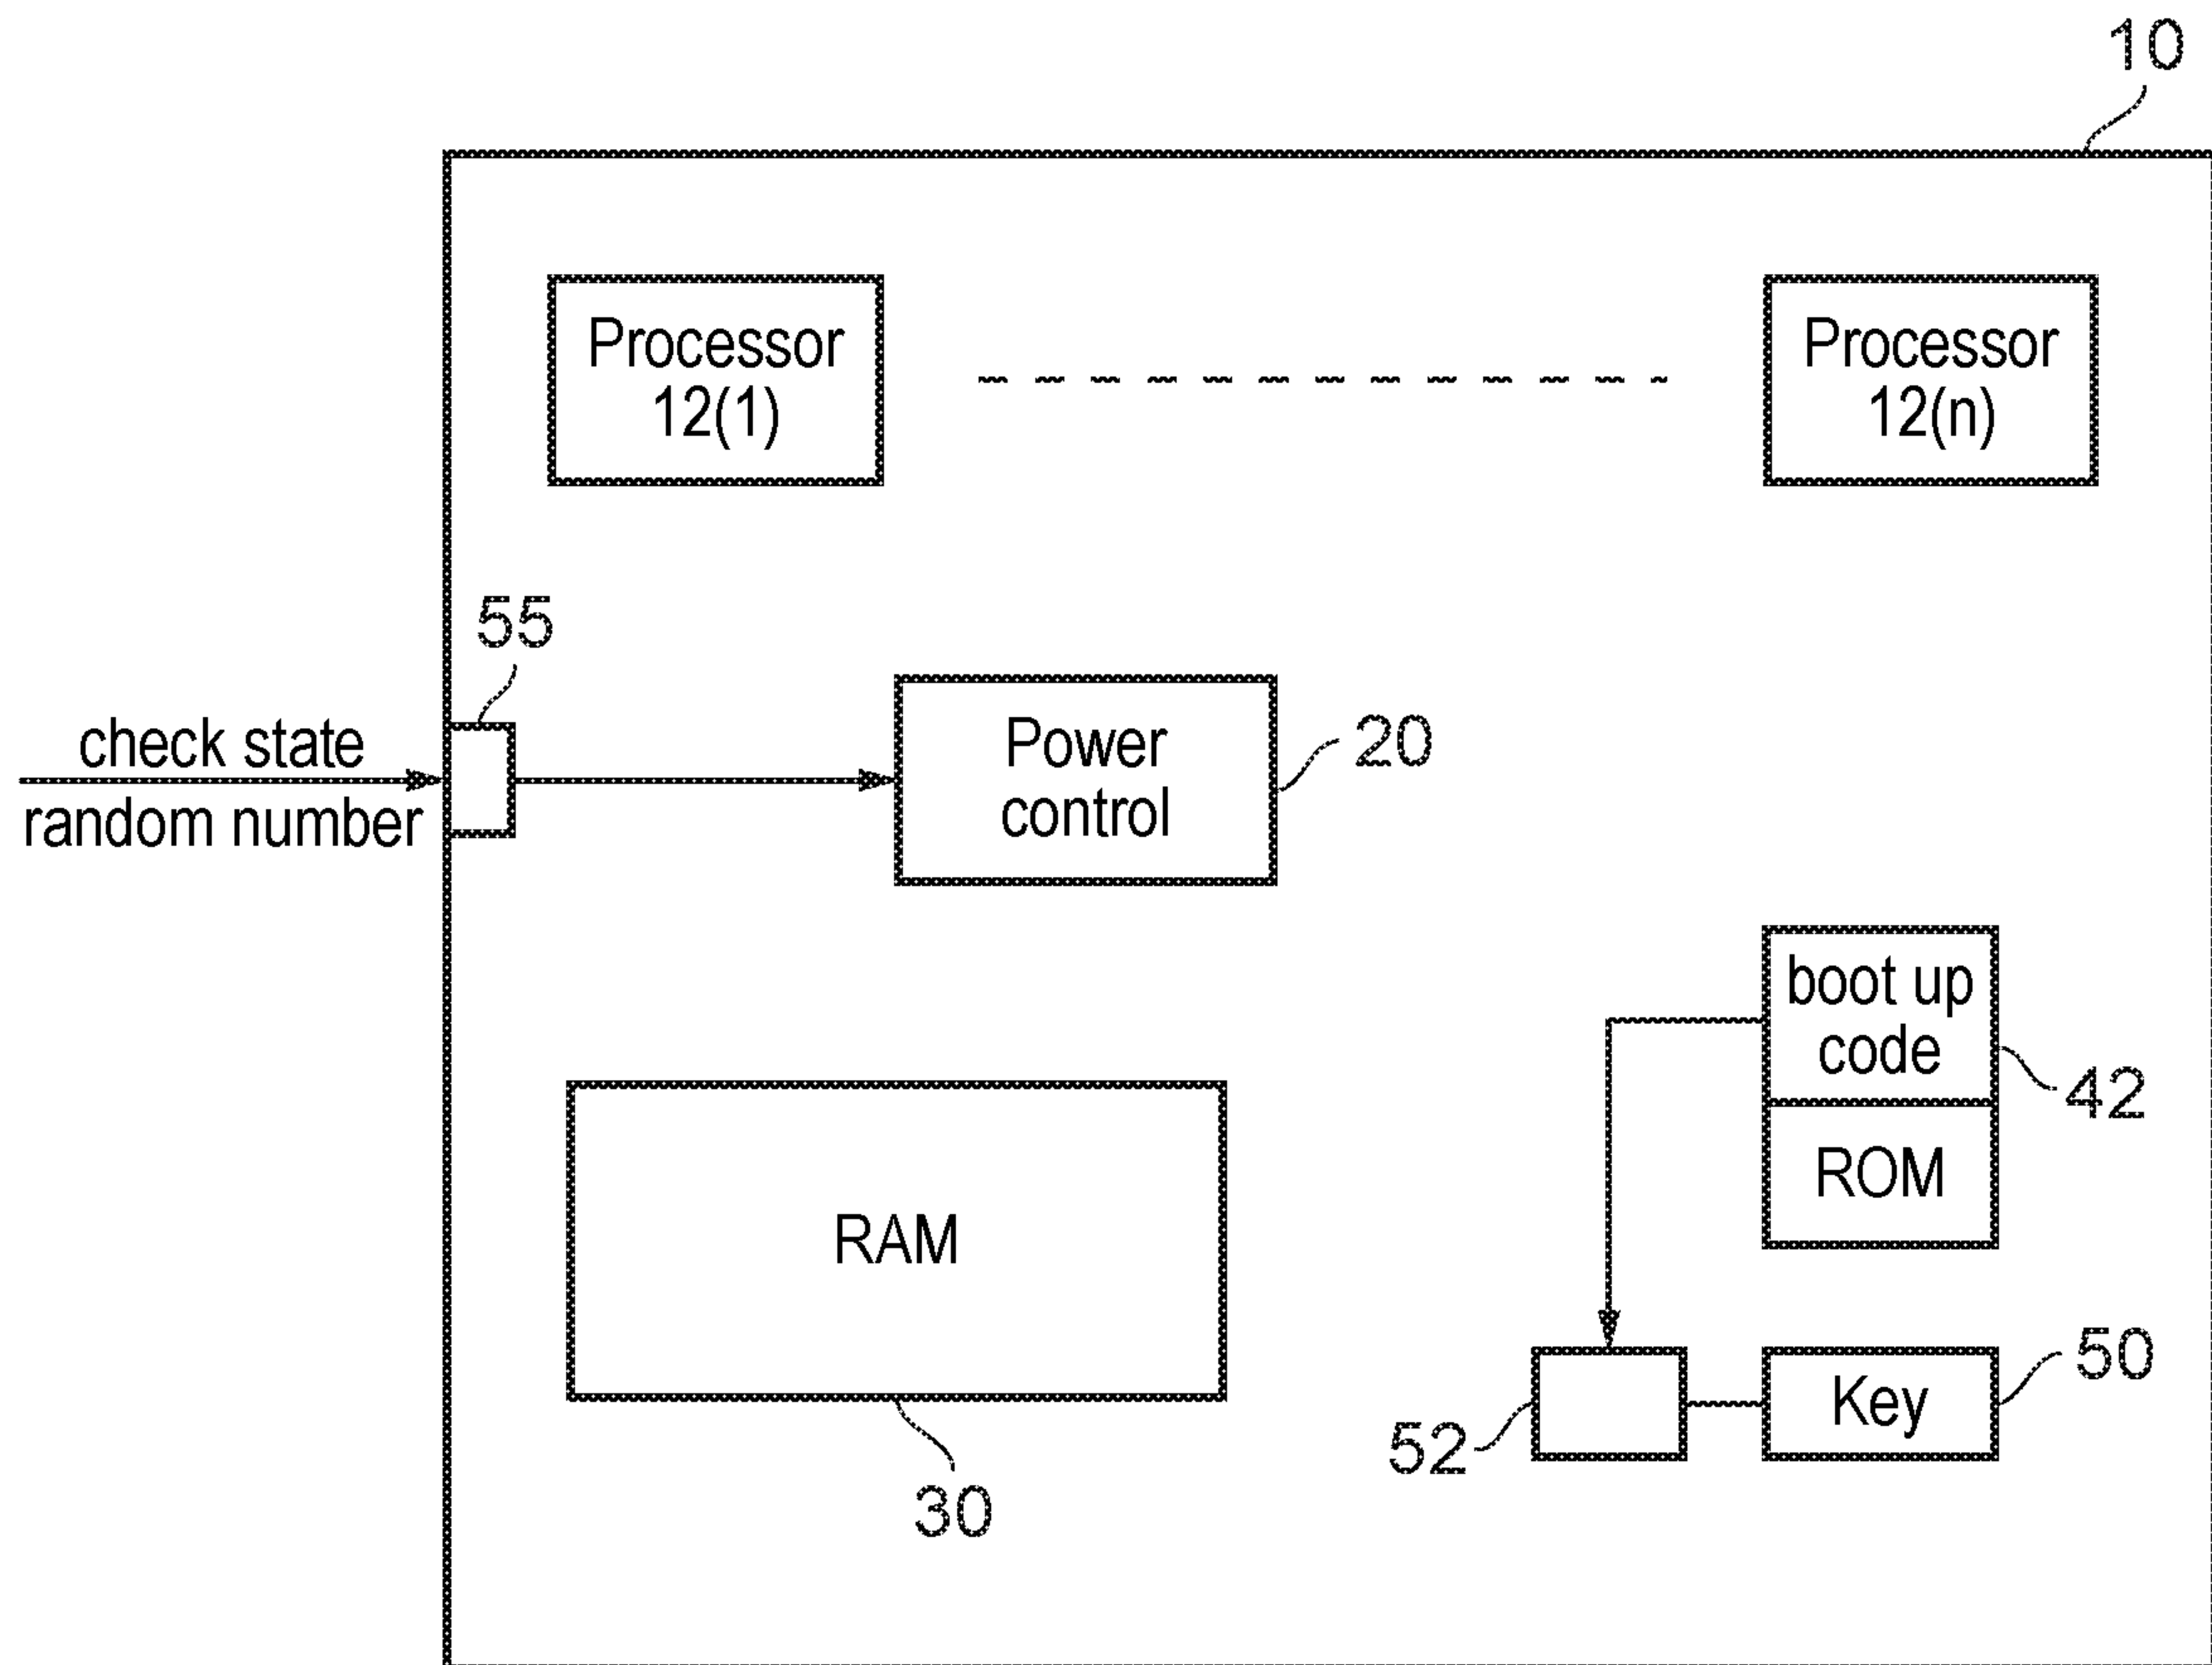 10
Processor
12(1)
Processor
12(n)
55
check state
random number
Power
control
20
boot up
code
42
ROM
RAM
30
52
Key
50